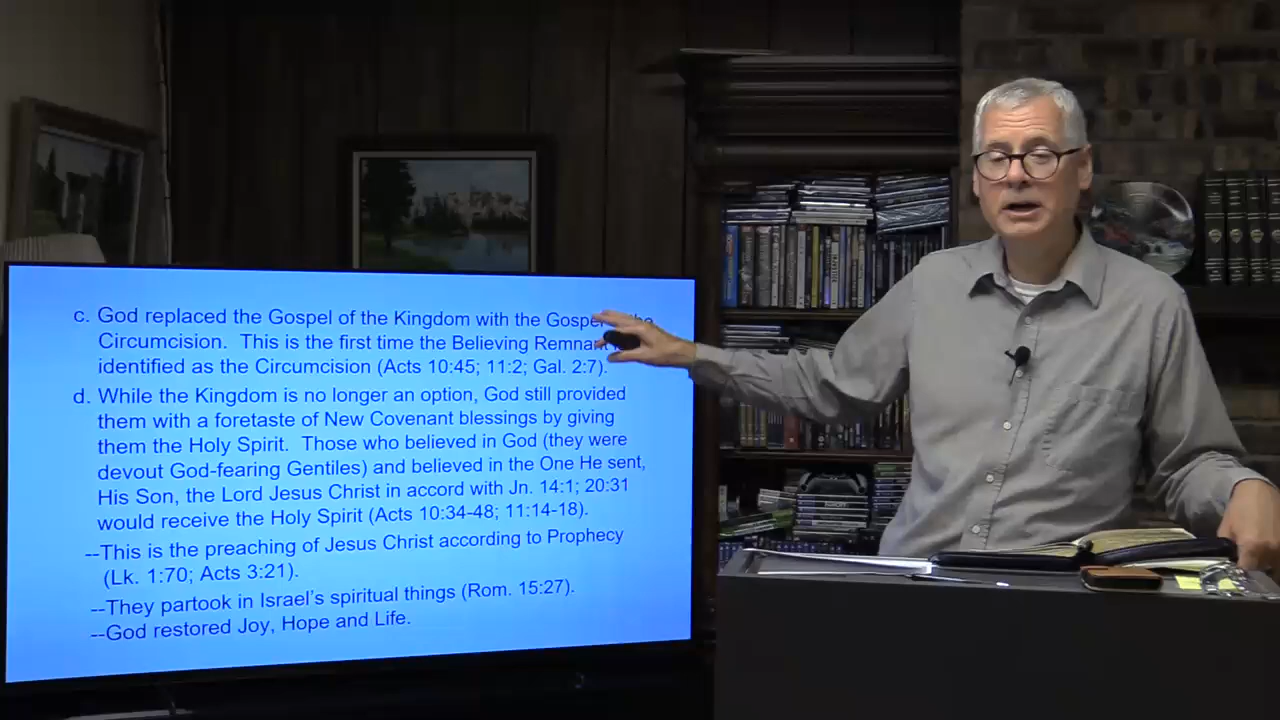 c. God replaced the Gospel of the Kingdom with the Gospel
Circumcision. This is the first time the Believing Remnant
identified as the Circumcision (Acts 10:45; 11:2; Gal. 2:7).
d. While the Kingdom is no longer an option, God still provided
them with a foretaste of New Covenant blessings by giving
them the Holy Spirit. Those who believed in God (they were
devout God-fearing Gentiles) and believed in the One He sent,
His Son, the Lord Jesus Christ in accord with Jn. 14:1; 20:31
would receive the Holy Spirit (Acts 10:34-48; 11:14-18).
--This is the preaching of Jesus Christ according to Prophecy
(Lk. 1:70; Acts 3:21).
--They partook in Israel's spiritual things (Rom. 15:27).
--God restored Joy, Hope and Life.